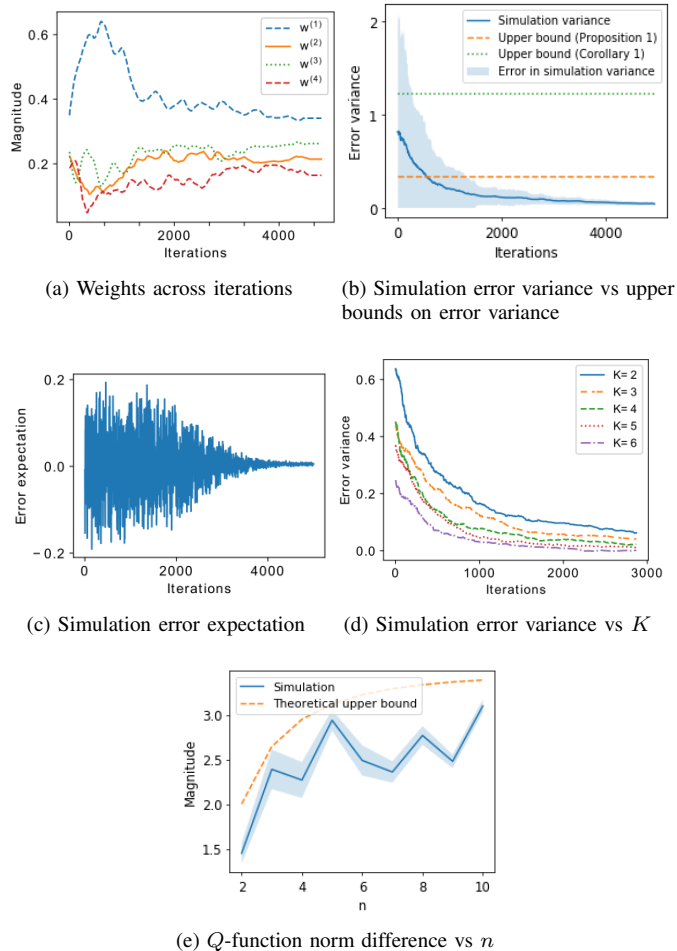 w(1)
w(2)
w(3)
w(4)
0.6
0.4
0.2
Magnitude
0
2000
4000
Iterations
(a) Weights across iterations
Simulation variance
Upper bound (Proposition 1)
Upper bound (Corollary 1)
Error in simulation variance
2
1
0
Error variance
0
2000
4000
Iterations
(b) Simulation error variance vs upper
bounds on error variance
0.2
0.0
−0.2
Error expectation
0
2000
4000
Iterations
(c) Simulation error expectation
K= 2
K= 3
K= 4
K= 5
K= 6
0.6
0.4
0.2
0.0
Error variance
0
1000
2000
3000
Iterations
(d) Simulation error variance vs K
Simulation
Theoretical upper bound
3.0
2.5
2.0
1.5
Magnitude
2
4
6
8
10
n
(e) Q-function norm difference vs n